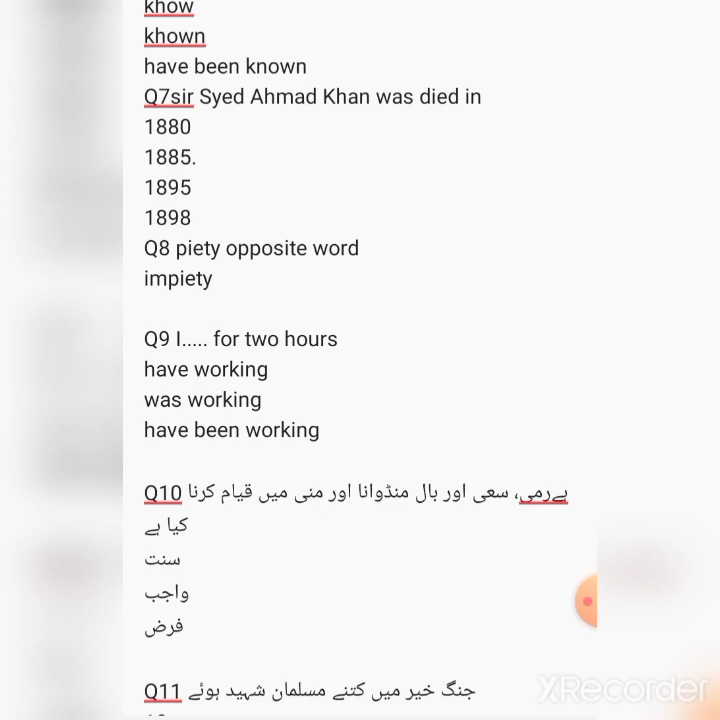 khow
khown
have been known
Q7sir Syed Ahmad Khan was died in
1880
1885.
1895
1898
Q8 piety opposite word
impiety
Q9 I..... for two hours
have working
was working
have been working
Q10 بےرمی، سعی اور بال منڈوانا اور منی میں قیام کرنا
کیا ہے
سنت
واجب
فرض
Q11 جنگ خیر میں کتنے مسلمان شہید ہوئے
XRecorder